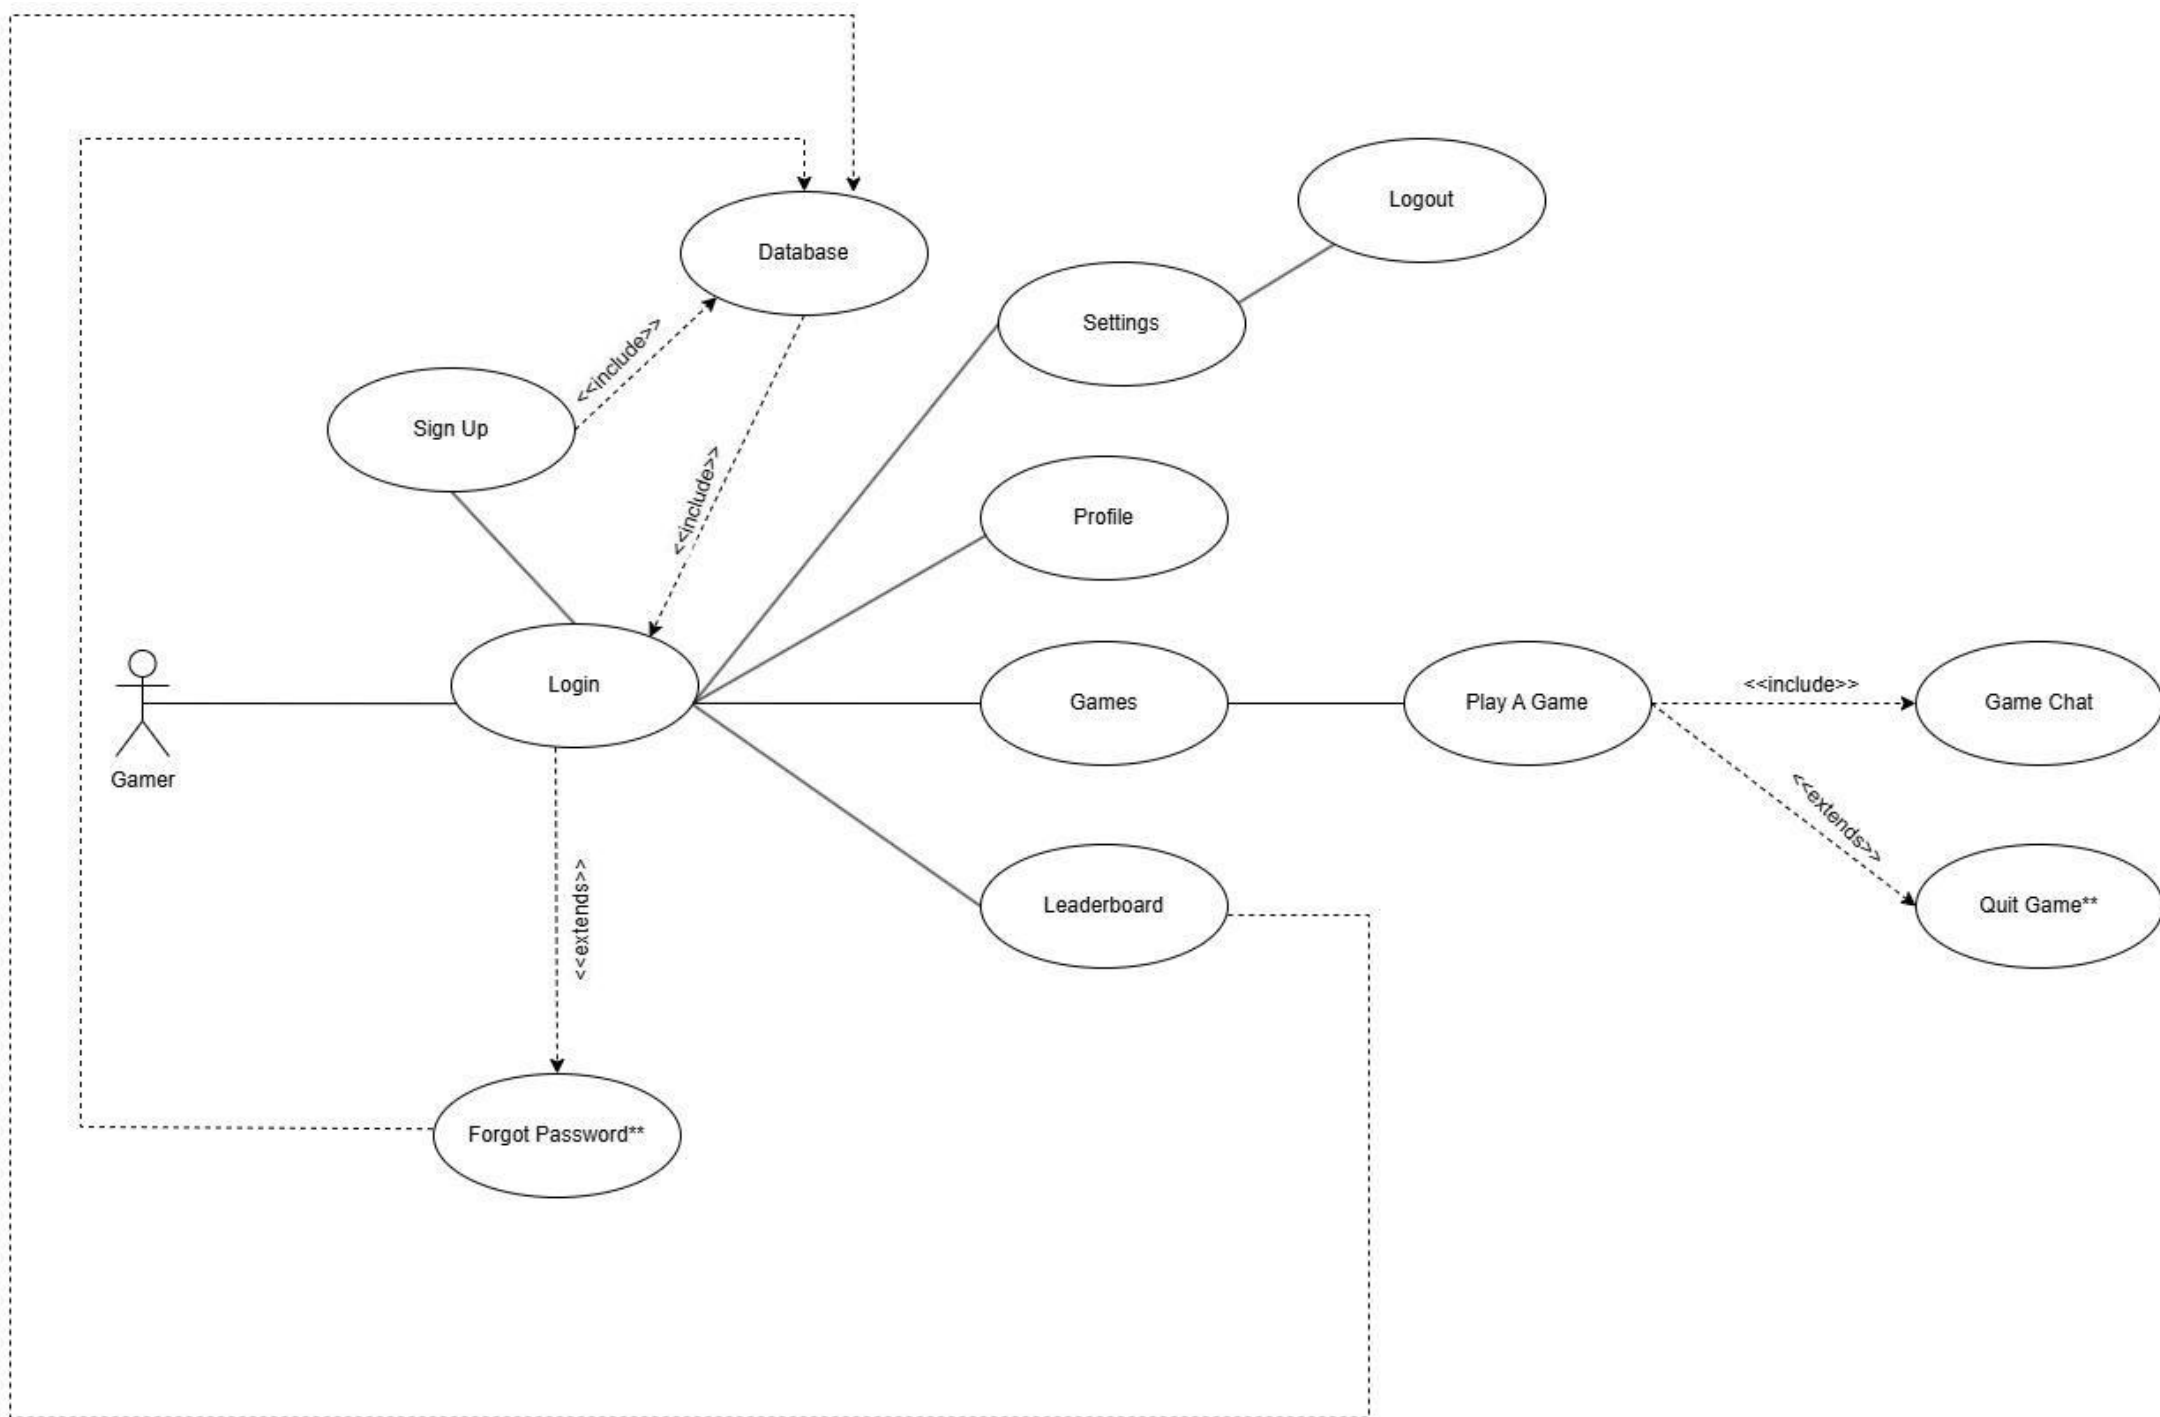 Logout
Database
Settings
<<include>>
Sign Up
<<include>>
Profile
Login
<<include>>
Games
Play A Game
Game Chat
Gamer
<<extends>>
<<extends>>
Leaderboard
Quit Game**
Forgot Password**